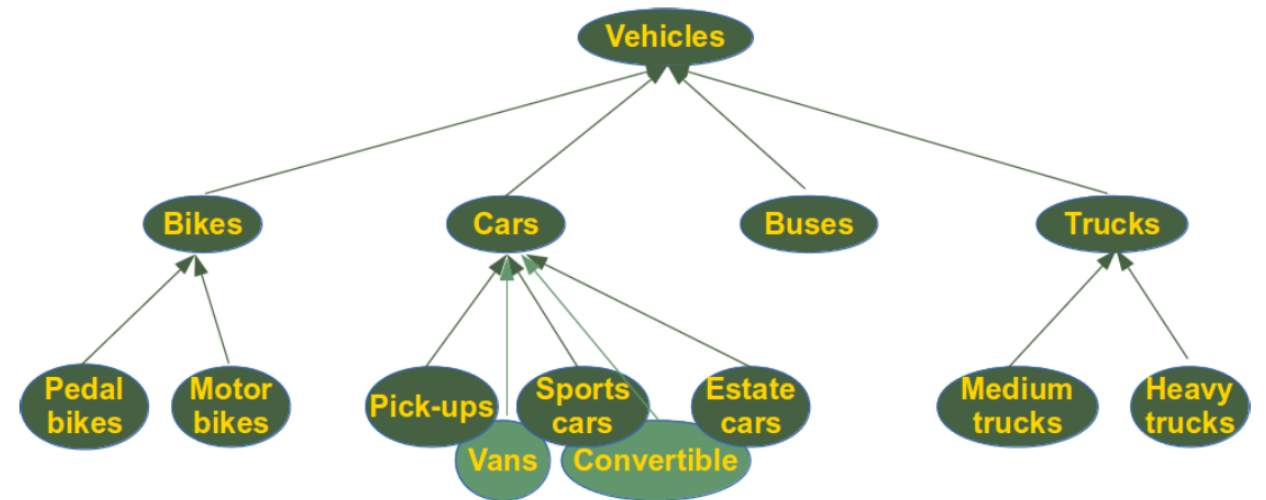 Vehicles
Bikes
Cars
Buses
Trucks
Pedal
bikes
Motor
bikes
Pick-ups
Sports
cars
Estate
cars
Medium
trucks
Heavy
trucks
Vans
Convertible